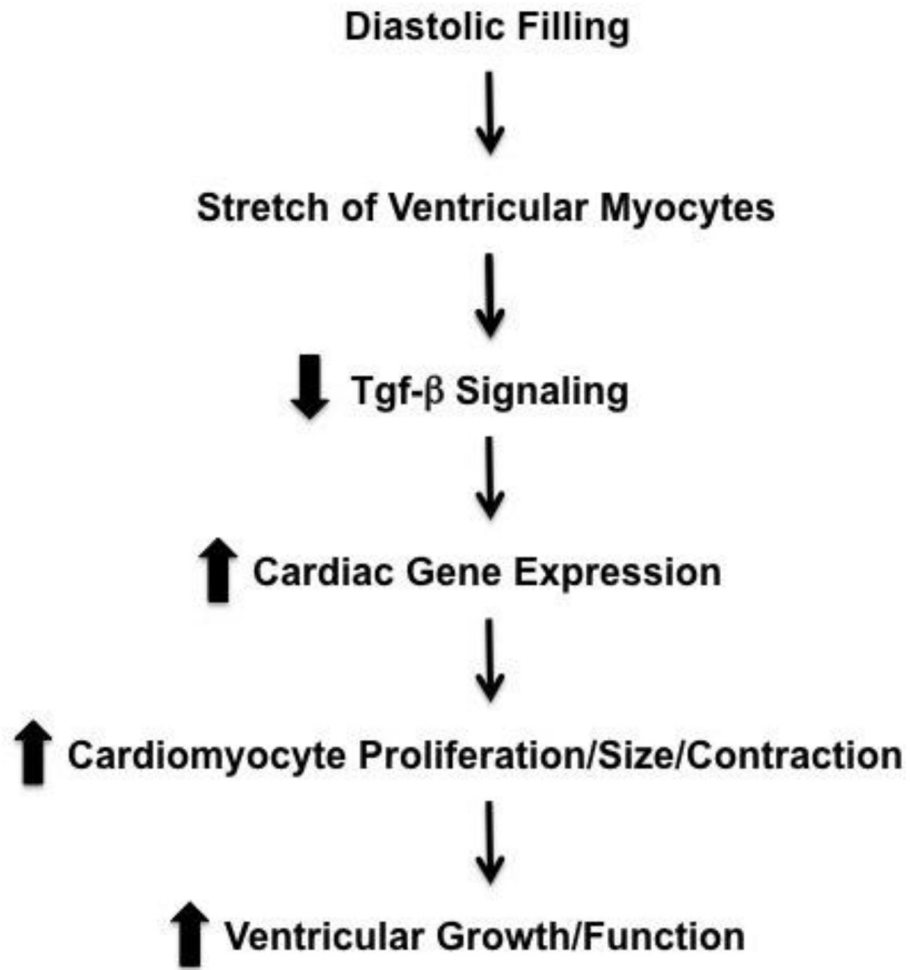 Diastolic Filling
Stretch of Ventricular Myocytes
Tgf-β Signaling
Cardiac Gene Expression
Cardiomyocyte Proliferation/Size/Contraction
Ventricular Growth/Function